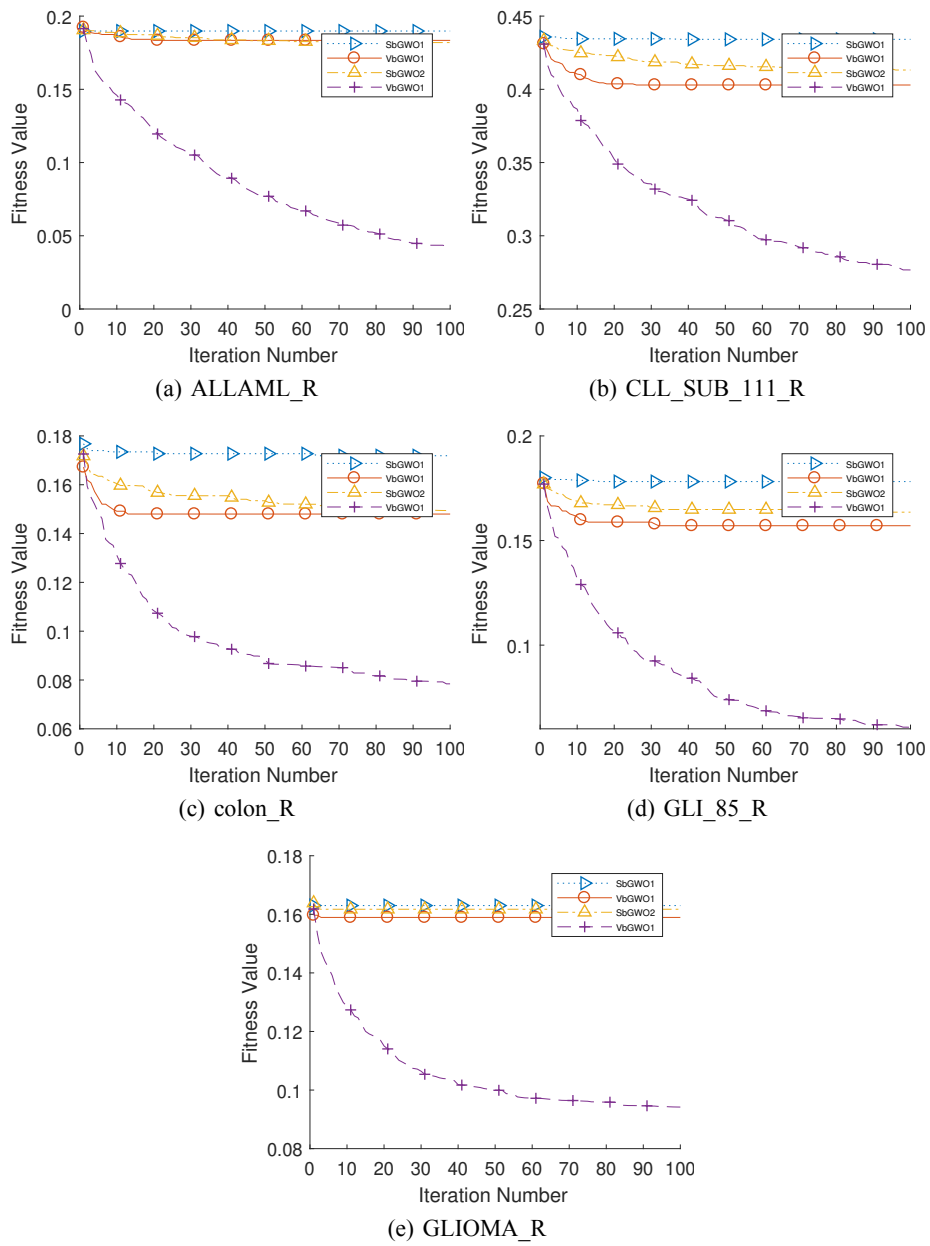 0.2
0.15
0.1
0.05
0
Fitness Value
0 10 20 30 40 50 60 70 80 90 100
Iteration Number
SbGWO1
VbGWO1
SbGWO2
VbGWO1
(a) ALLAML_R
0.45
0.4
0.35
0.3
0.25
Fitness Value
0 10 20 30 40 50 60 70 80 90 100
Iteration Number
SbGWO1
VbGWO1
SbGWO2
VbGWO1
(b) CLL_SUB_111_R
0.18
0.16
0.14
0.12
0.1
0.08
0.06
Fitness Value
0 10 20 30 40 50 60 70 80 90 100
Iteration Number
SbGWO1
VbGWO1
SbGWO2
VbGWO1
(c) colon_R
0.2
0.15
0.1
Fitness Value
0 10 20 30 40 50 60 70 80 90 100
Iteration Number
SbGWO1
VbGWO1
SbGWO2
VbGWO1
(d) GLI_85_R
0.18
0.16
0.14
0.12
0.1
0.08
Fitness Value
0 10 20 30 40 50 60 70 80 90 100
Iteration Number
SbGWO1
VbGWO1
SbGWO2
VbGWO1
(e) GLIOMA_R